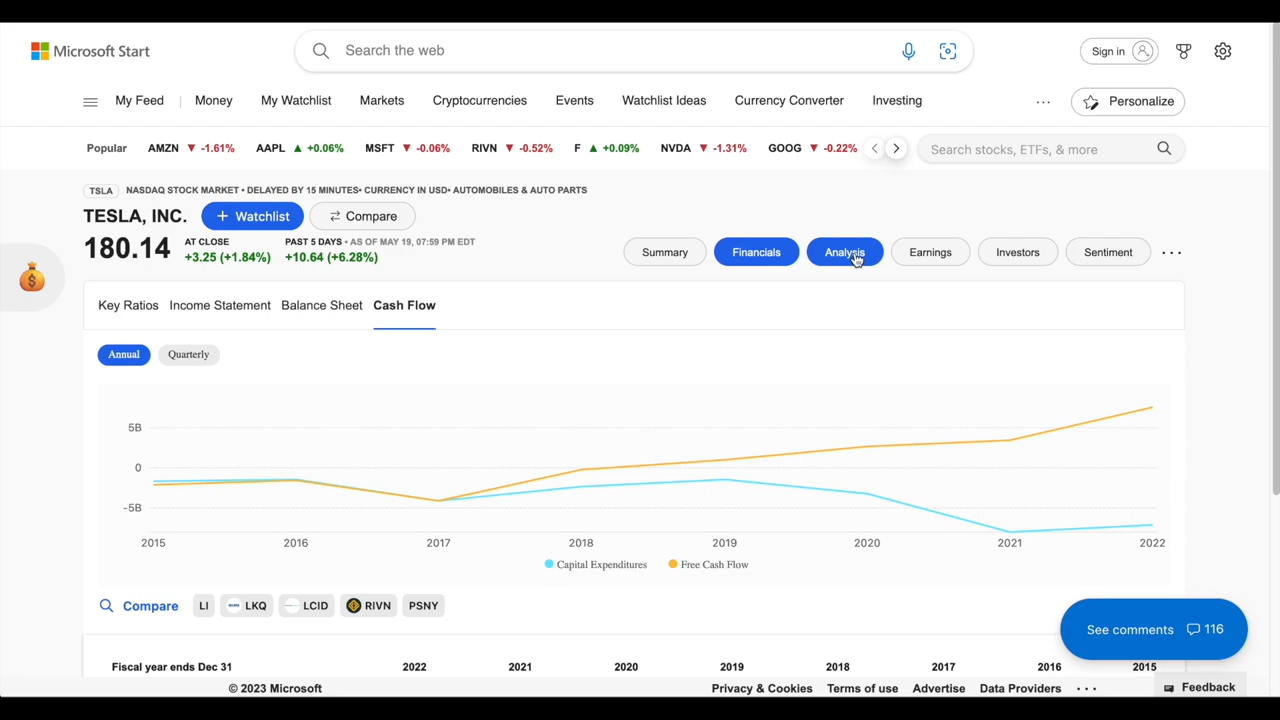 Microsoft Start
Search the web
Sign in
My Feed | Money My Watchlist Markets Cryptocurrencies Events Watchlist Ideas Currency Converter Investing ... Personalize
Popular AMZN ▼ -1.61% AAPL ▲ +0.06% MSFT ▼ -0.06% RIVN ▼ -0.52% F ▲ +0.09% NVDA ▼ -1.31% GOOG ▼ -0.22% Search stocks, ETFs, & more
TSLA NASDAQ STOCK MARKET • DELAYED BY 15 MINUTES• CURRENCY IN USD• AUTOMOBILES & AUTO PARTS
TESLA, INC. + Watchlist Compare
180.14 AT CLOSE PAST 5 DAYS • AS OF MAY 19, 07:59 PM EDT
+3.25 (+1.84%) +10.64 (+6.28%)
Summary Financials Analysis Earnings Investors Sentiment ...
Key Ratios Income Statement Balance Sheet Cash Flow
Annual Quarterly
5B
0
-5B
2015 2016 2017 2018 2019 2020 2021 2022
Capital Expenditures Free Cash Flow
Compare LI LKQ LCID RIVN PSNY
See comments 116
Fiscal year ends Dec 31 2022 2021 2020 2019 2018 2017 2016 2015
© 2023 Microsoft Privacy & Cookies Terms of use Advertise Data Providers ... Feedback